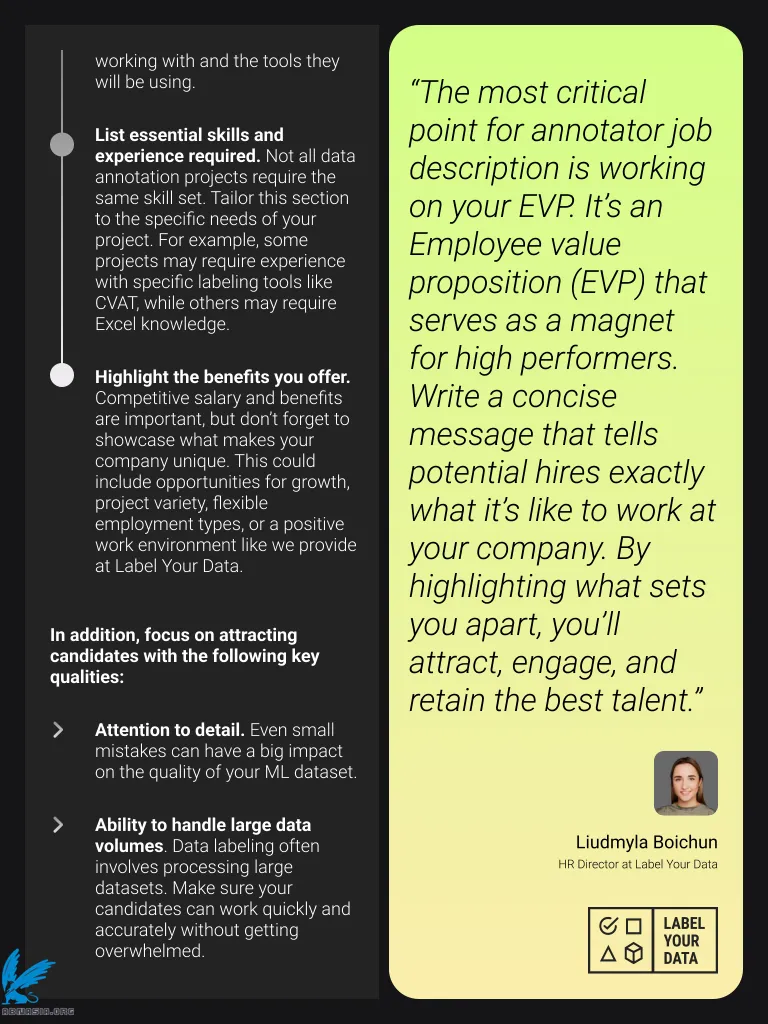 working with and the tools they
will be using.
List essential skills and
experience required. Not all data
annotation projects require the
same skill set. Tailor this section
to the specific needs of your
project. For example, some
projects may require experience
with specific labeling tools like
CVAT, while others may require
Excel knowledge.
Highlight the benefits you offer.
Competitive salary and benefits
are important, but don’t forget to
showcase what makes your
company unique. This could
include opportunities for growth,
project variety, flexible
employment types, or a positive
work environment like we provide
at Label Your Data.
In addition, focus on attracting
candidates with the following key
qualities:
Attention to detail. Even small
mistakes can have a big impact
on the quality of your ML dataset.
Ability to handle large data
volumes. Data labeling often
involves processing large
datasets. Make sure your
candidates can work quickly and
accurately without getting
overwhelmed.
“The most critical
point for annotator job
description is working
on your EVP. It’s an
Employee value
proposition (EVP) that
serves as a magnet
for high performers.
Write a concise
message that tells
potential hires exactly
what it’s like to work at
your company. By
highlighting what sets
you apart, you’ll
attract, engage, and
retain the best talent.”
Liudmyla Boichun
HR Director at Label Your Data
LABEL
YOUR
DATA